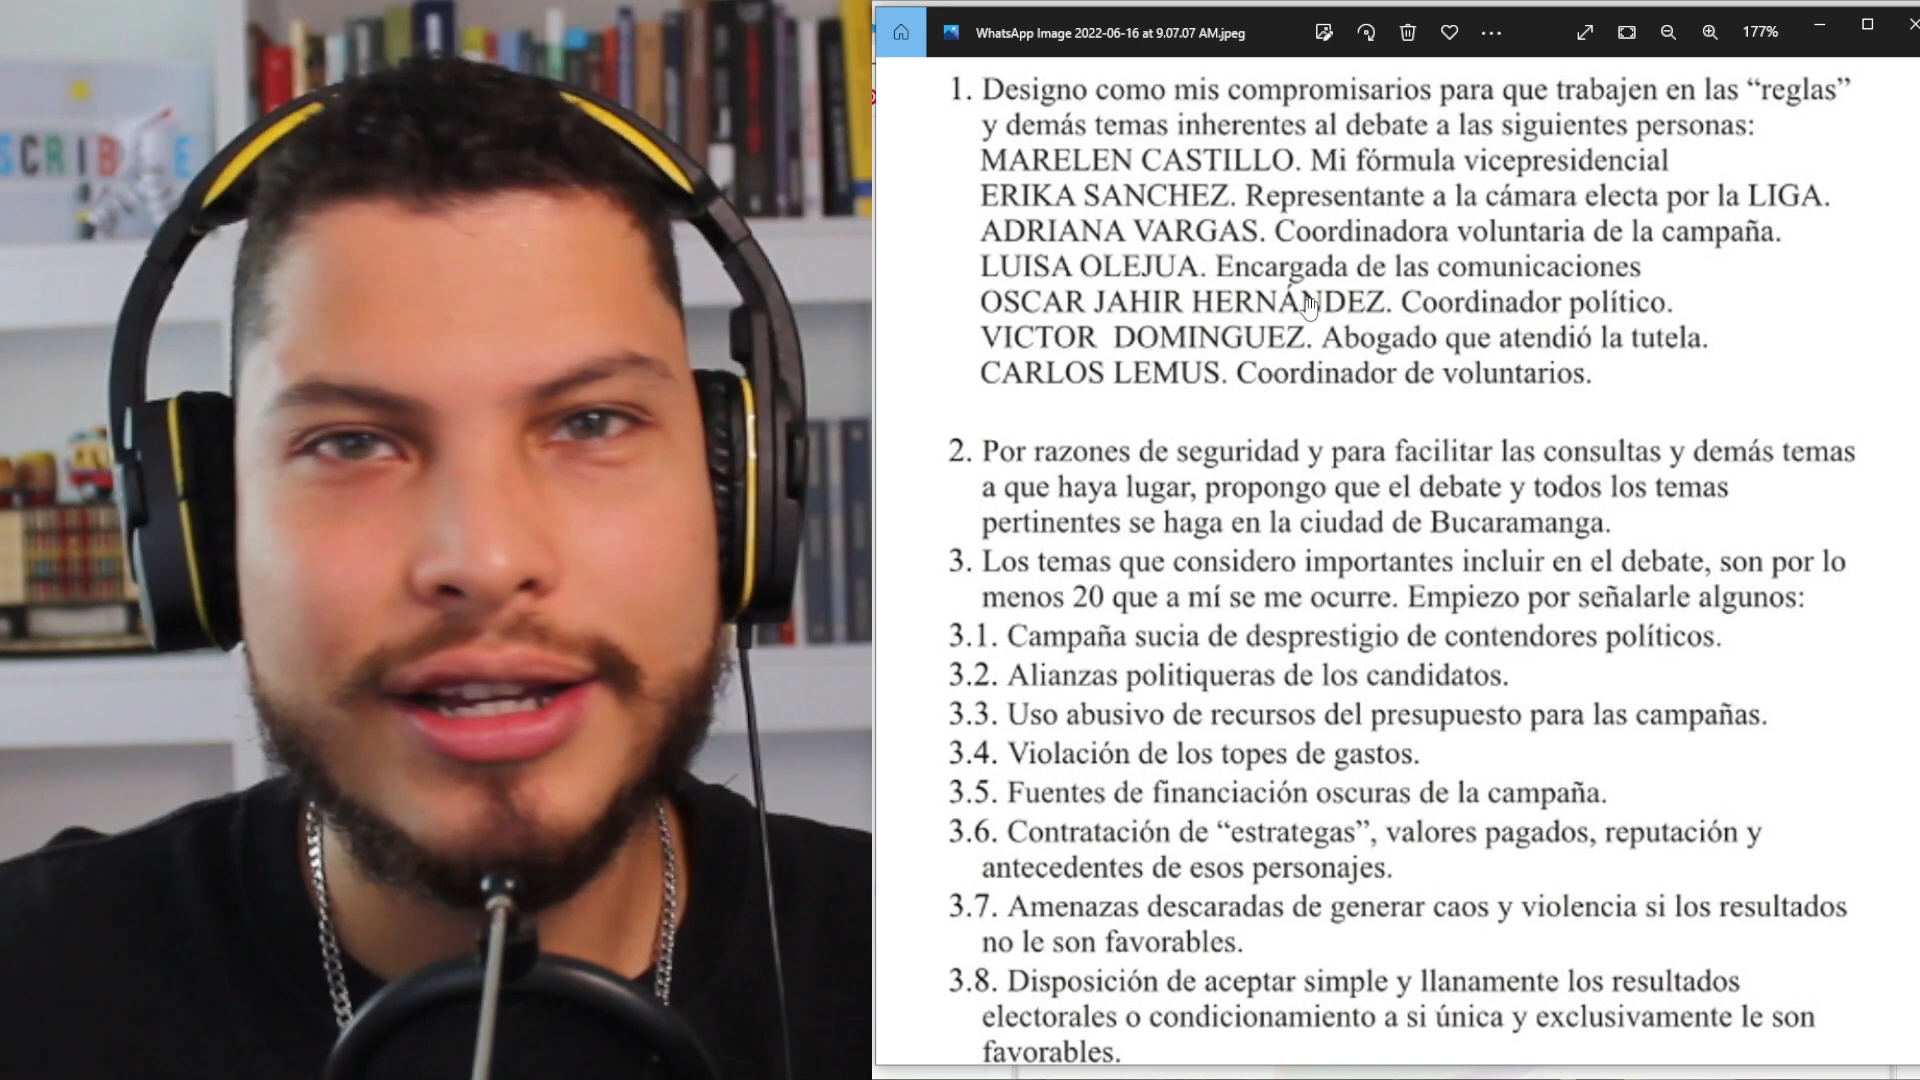 SCRIB E
WhatsApp Image 2022-06-16 at 9.07.07 AM.jpeg
177%
1. Designo como mis compromisarios para que trabajen en las “reglas”
y demás temas inherentes al debate a las siguientes personas:
MARELEN CASTILLO. Mi fórmula vicepresidencial
ERIKA SANCHEZ. Representante a la cámara electa por la LIGA.
ADRIANA VARGAS. Coordinadora voluntaria de la campaña.
LUISA OLEJUA. Encargada de las comunicaciones
OSCAR JAHIR HERNÁNDEZ. Coordinador político.
VICTOR DOMINGUEZ. Abogado que atendió la tutela.
CARLOS LEMUS. Coordinador de voluntarios.
2. Por razones de seguridad y para facilitar las consultas y demás temas
a que haya lugar, propongo que el debate y todos los temas
pertinentes se haga en la ciudad de Bucaramanga.
3. Los temas que considero importantes incluir en el debate, son por lo
menos 20 que a mí se me ocurre. Empiezo por señalarle algunos:
3.1. Campaña sucia de desprestigio de contendores políticos.
3.2. Alianzas politiqueras de los candidatos.
3.3. Uso abusivo de recursos del presupuesto para las campañas.
3.4. Violación de los topes de gastos.
3.5. Fuentes de financiación oscuras de la campaña.
3.6. Contratación de “estrategas”, valores pagados, reputación y
antecedentes de esos personajes.
3.7. Amenazas descaradas de generar caos y violencia si los resultados
no le son favorables.
3.8. Disposición de aceptar simple y llanamente los resultados
electorales o condicionamiento a si única y exclusivamente le son
favorables.